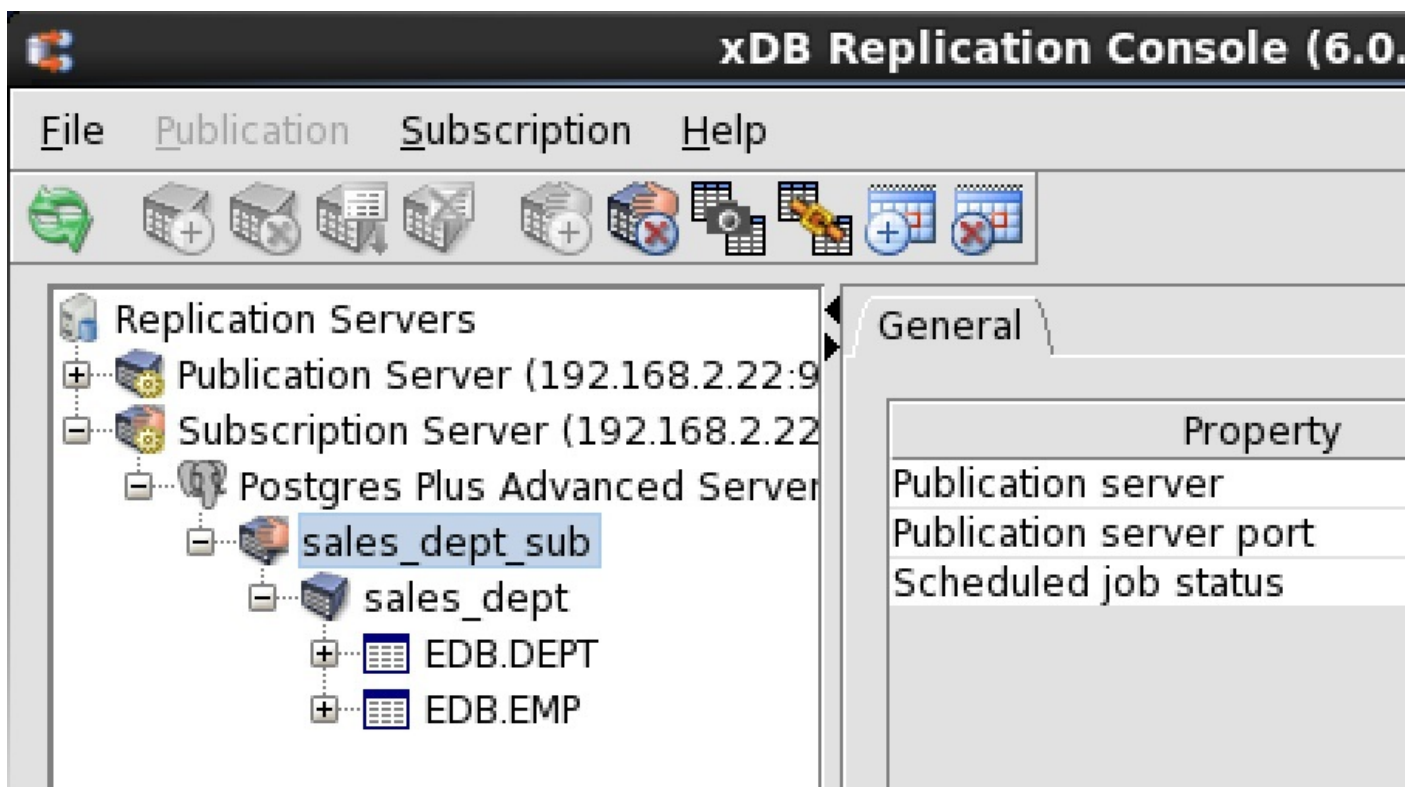 xDB Replication Console (6.0.
File Publication Subscription Help
Replication Servers
Publication Server (192.168.2.22:9
Subscription Server (192.168.2.22
Postgres Plus Advanced Server
sales_dept_sub
sales_dept
EDB.DEPT
EDB.EMP
General
Property
Publication server
Publication server port
Scheduled job status